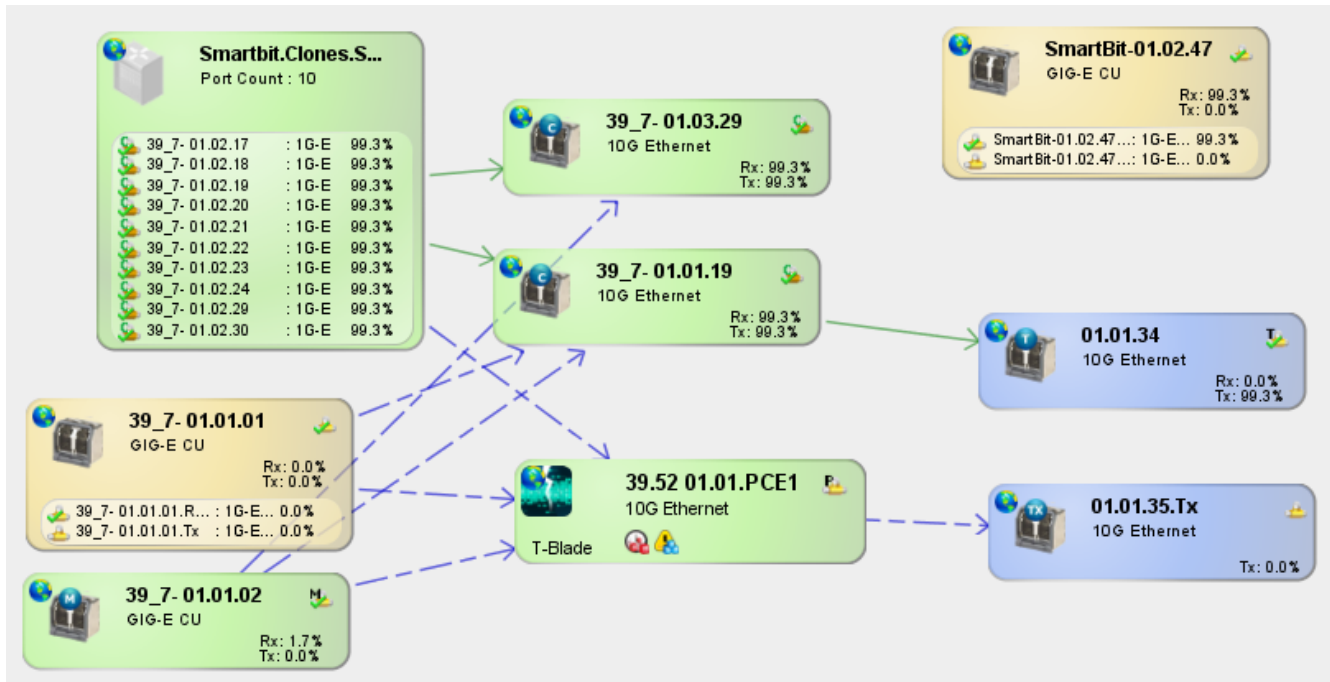 Smartbit.Clones.S...
Port Count : 10
39_7- 01.02.17 : 1G-E 99.3%
39_7- 01.02.18 : 1G-E 99.3%
39_7- 01.02.19 : 1G-E 99.3%
39_7- 01.02.20 : 1G-E 99.3%
39_7- 01.02.21 : 1G-E 99.3%
39_7- 01.02.22 : 1G-E 99.3%
39_7- 01.02.23 : 1G-E 99.3%
39_7- 01.02.24 : 1G-E 99.3%
39_7- 01.02.29 : 1G-E 99.3%
39_7- 01.02.30 : 1G-E 99.3%
C
39_7- 01.03.29
10G Ethernet
Rx: 99.3%
Tx: 99.3%
SmartBit-01.02.47
GIG-E CU
Rx: 99.3%
Tx: 0.0%
SmartBit-01.02.47...: 1G-E... 99.3%
SmartBit-01.02.47...: 1G-E... 0.0%
C
39_7- 01.01.19
10G Ethernet
Rx: 99.3%
Tx: 99.3%
T
01.01.34
T
10G Ethernet
Rx: 0.0%
Tx: 99.3%
39_7- 01.01.01
GIG-E CU
Rx: 0.0%
Tx: 0.0%
39_7- 01.01.01.R... : 1G-E... 0.0%
39_7- 01.01.01.Tx : 1G-E... 0.0%
39.52 01.01.PCE1
P
10G Ethernet
T-Blade
TX
01.01.35.Tx
10G Ethernet
Tx: 0.0%
M
39_7- 01.01.02
M
GIG-E CU
Rx: 1.7%
Tx: 0.0%